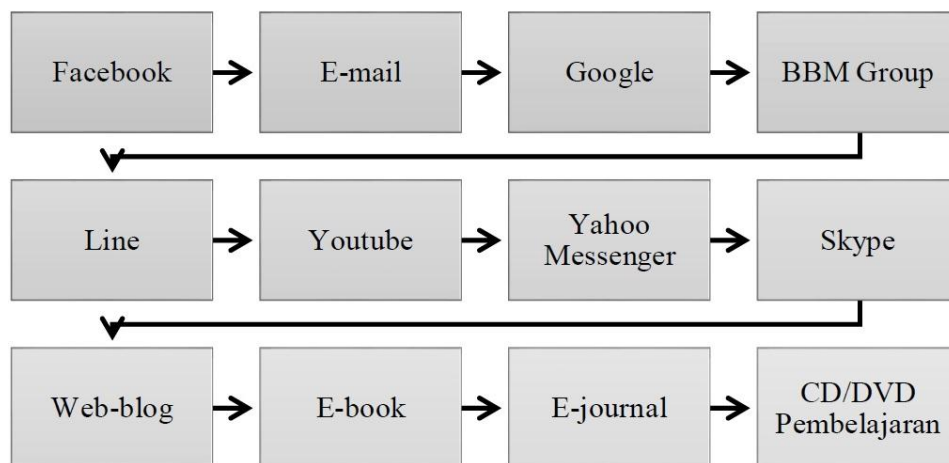 Facebook
E-mail
Google
BBM Group
Line
Youtube
Yahoo
Messenger
Skype
Web-blog
E-book
E-journal
CD/DVD
Pembelajaran